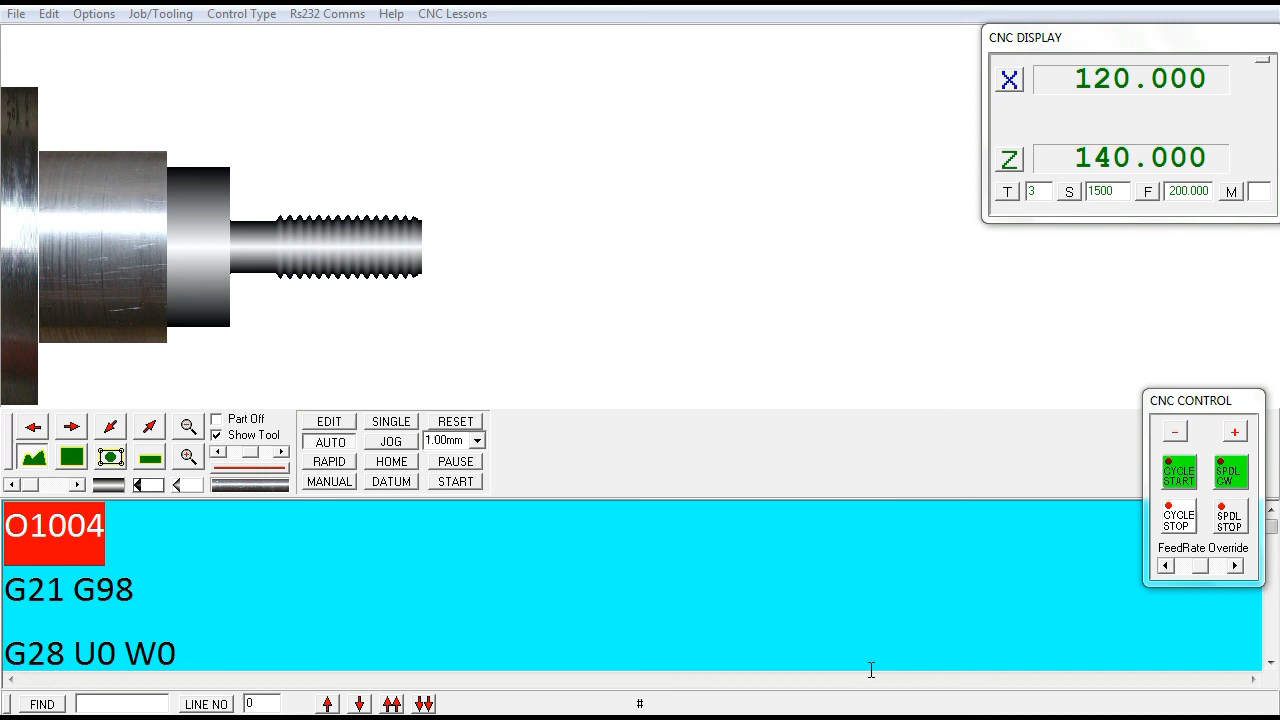 File Edit Options Job/Tooling Control Type Rs232 Comms Help CNC Lessons
CNC DISPLAY
X 120.000
Z 140.000
T 3 S 1500 F 200.000 M
CNC CONTROL
- +
CYCLE START SPDL CW
CYCLE STOP SPDL STOP
FeedRate Override
Part Off
Show Tool
EDIT SINGLE RESET
AUTO JOG 1.00mm
RAPID HOME PAUSE
MANUAL DATUM START
O1004
G21 G98
G28 U0 W0
FIND LINE NO 0 #